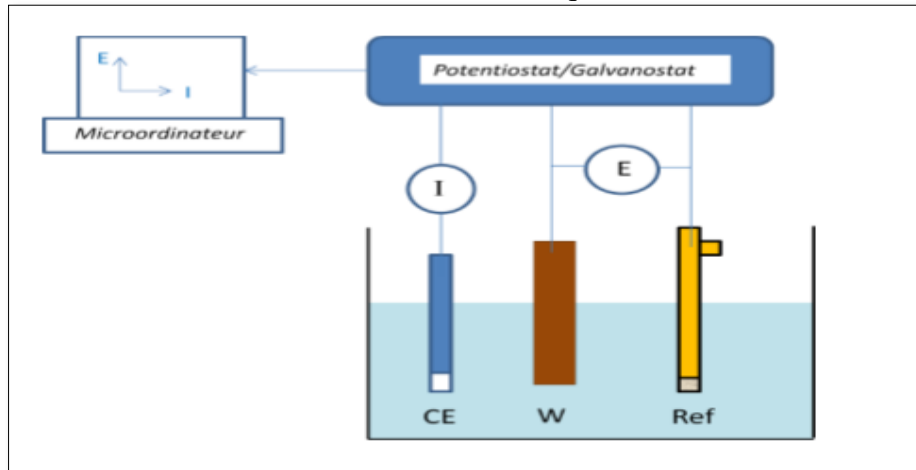 E
I
Potentiostat/Galvanostat
Microordinateur
I
E
CE
W
Ref